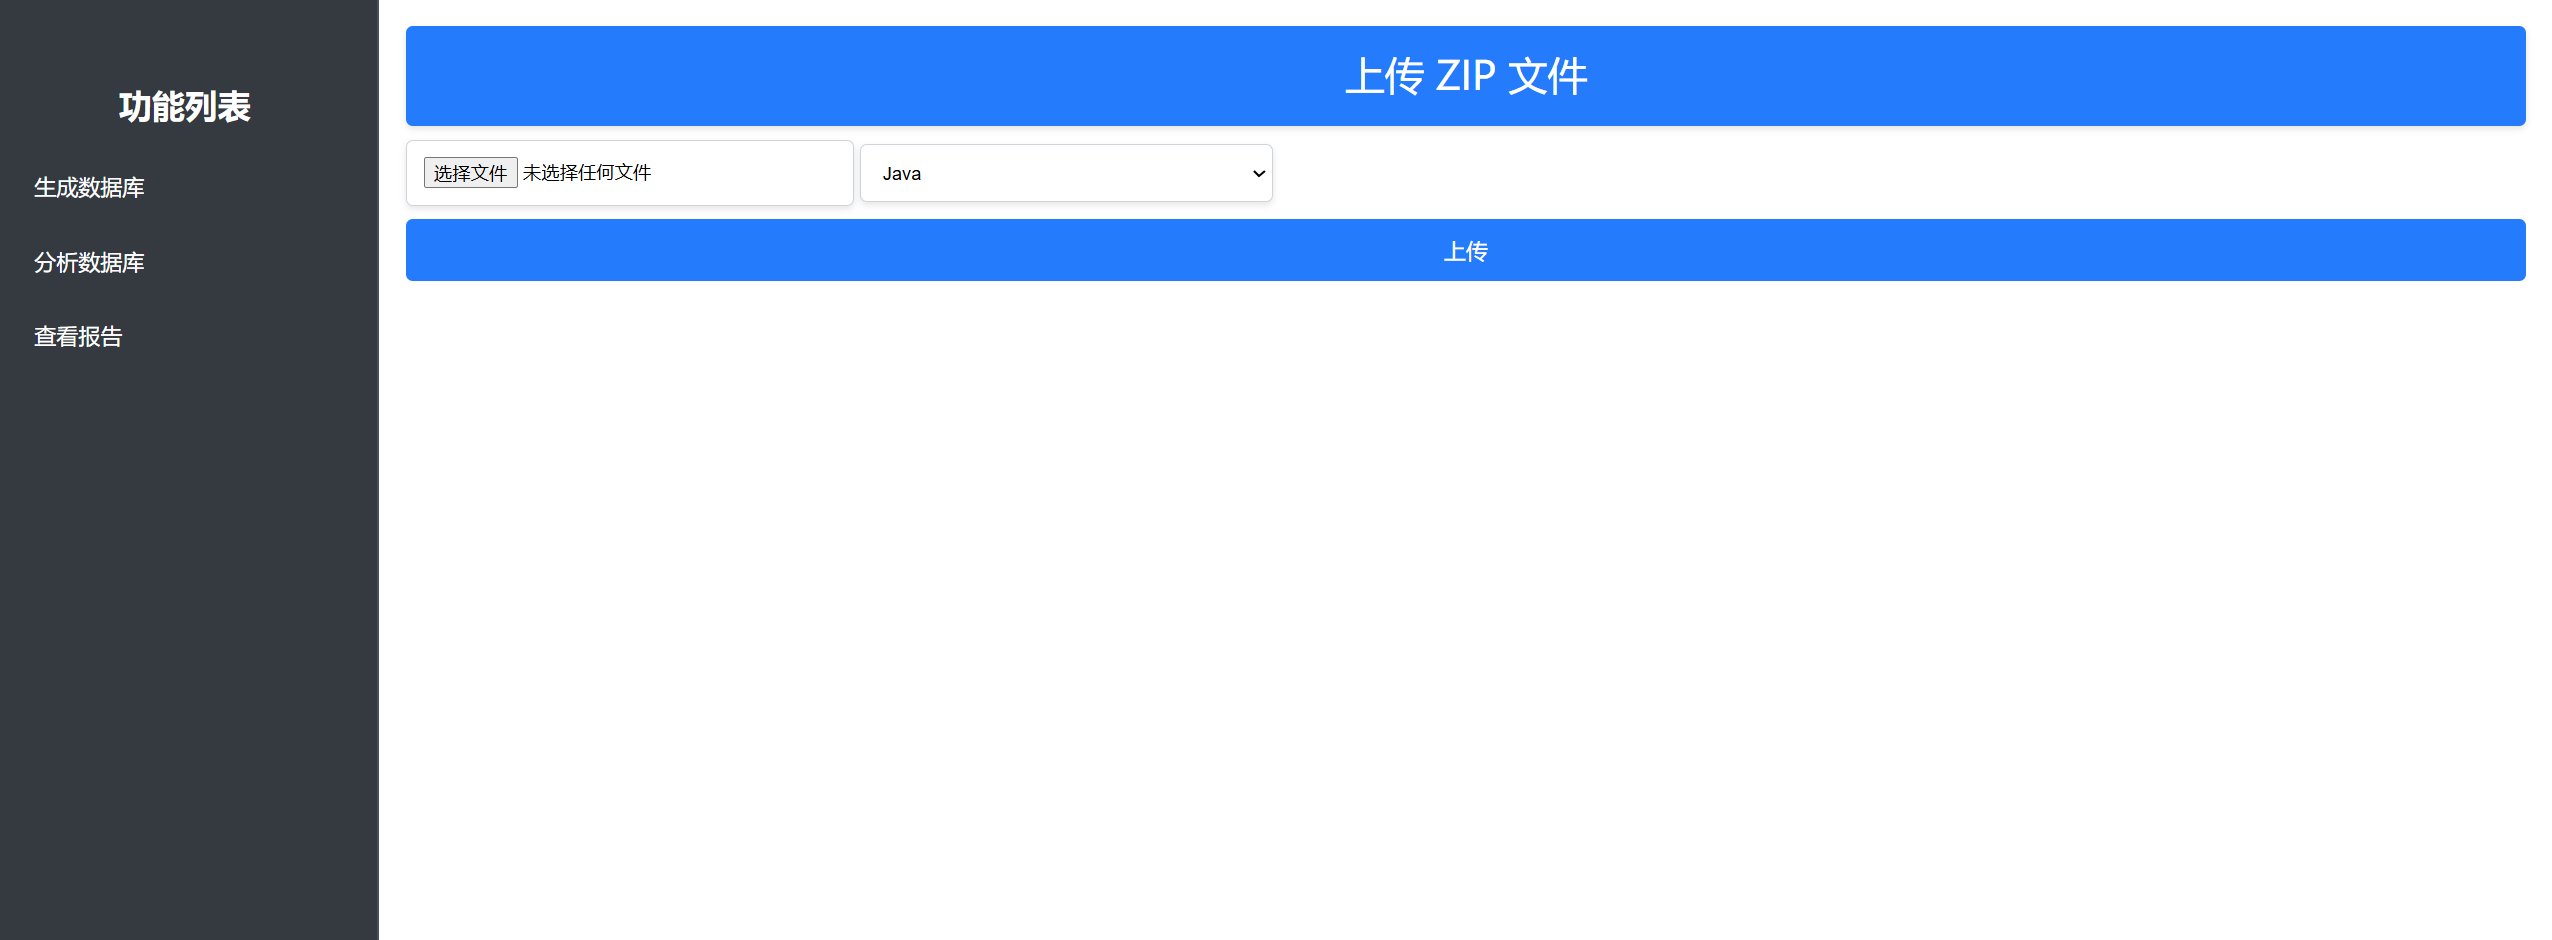 功能列表
生成数据库
分析数据库
查看报告
上传 ZIP 文件
选择文件 未选择任何文件
Java
上传